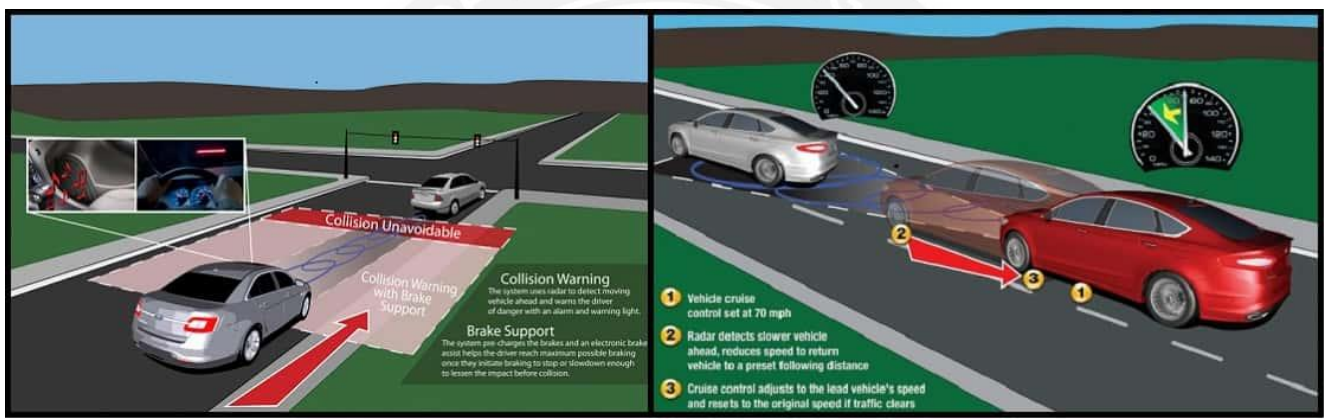 Collision Unavoidable
Collision Warning
with Brake
Support
Collision Warning
The system uses radar to detect moving
vehicle ahead and warns the driver
of danger with an alarm and warning light.
Brake Support
The system pre-charges the brakes and an electronic brake
assist helps the driver reach maximum possible braking
once they initiate braking to stop or slowdown enough
to lessen the impact before collision.
2
3
1
1 Vehicle cruise
control set at 70 mph
2 Radar detects slower vehicle
ahead, reduces speed to return
vehicle to a preset following distance
3 Cruise control adjusts to the lead vehicle's speed
and resets to the original speed if traffic clears